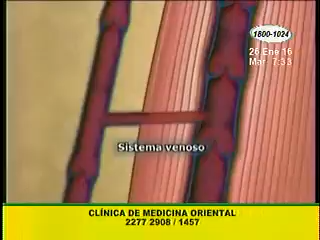 1800-1024
26 Ene 16
Mar 7:33
Sistema venoso
CLÍNICA DE MEDICINA ORIENTAL
2277 2908 / 1457